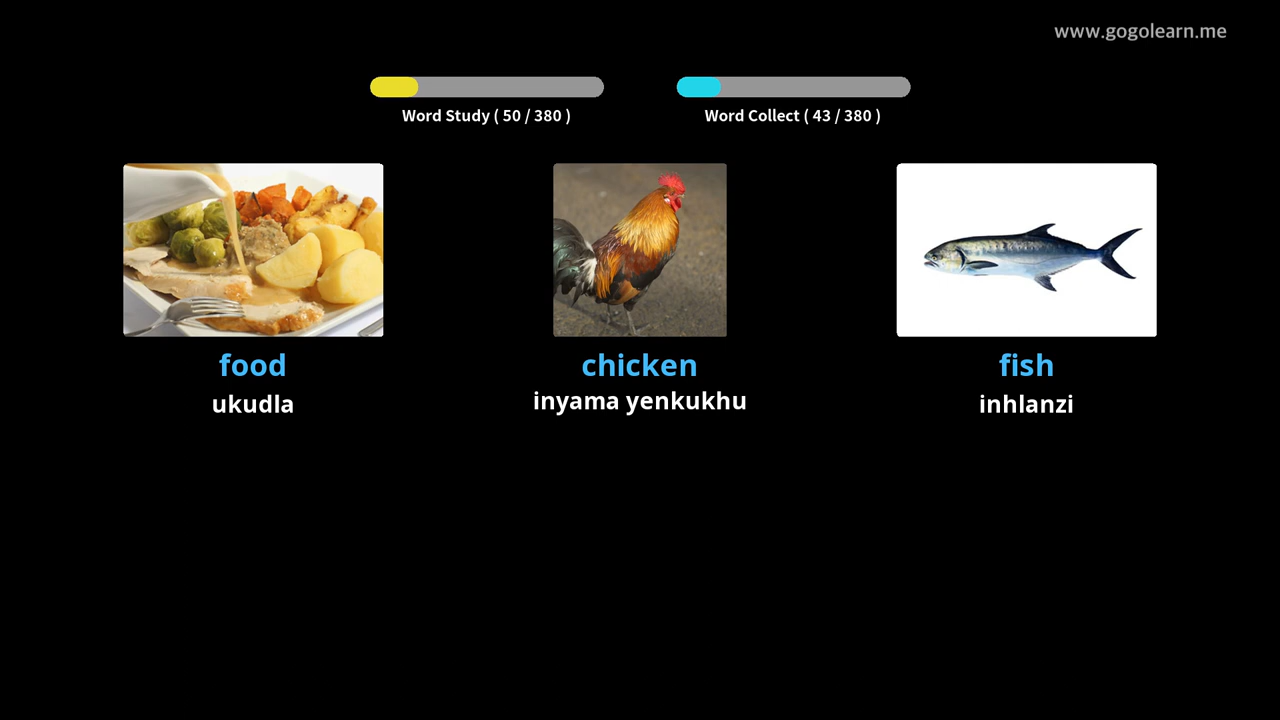 www.gogolearn.me
Word Study ( 50 / 380 )
Word Collect ( 43 / 380 )
food
chicken
fish
ukudla
inyama yenkukhu
inhlanzi